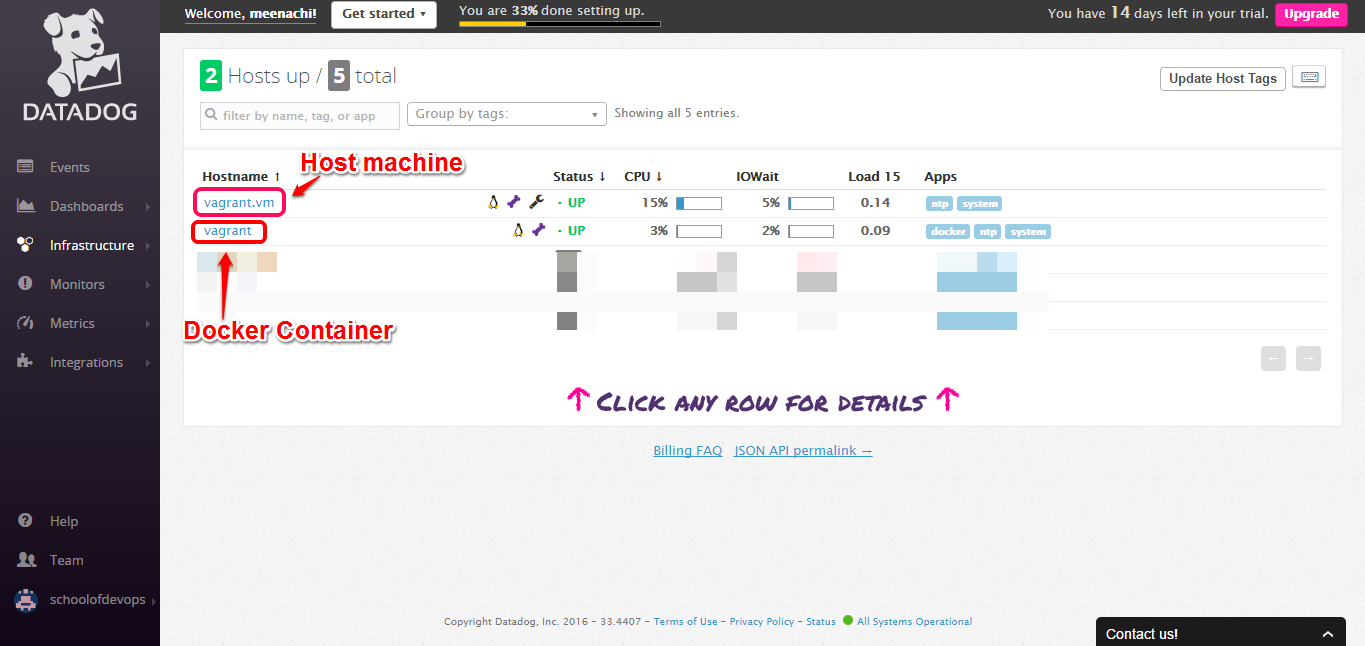 DATADOG
Events
Dashboards
Infrastructure
Monitors
Metrics
Integrations
Help
Team
schoolofdevops
Welcome, meenachi!
Get started
You are 33% done setting up.
You have 14 days left in your trial.
Upgrade
2 Hosts up / 5 total
Update Host Tags
filter by name, tag, or app
Group by tags:
Showing all 5 entries.
Host machine
Hostname ↑ Status ↓ CPU ↓ IOWait Load 15 Apps
vagrant.vm - UP 15% 5% 0.14 ntp system
vagrant - UP 3% 2% 0.09 docker ntp system
Docker Container
← →
↑ CLICK ANY ROW FOR DETAILS ↑
Billing FAQ JSON API permalink →
Copyright Datadog, Inc. 2016 - 33.4407 - Terms of Use - Privacy Policy - Status All Systems Operational
Contact us!